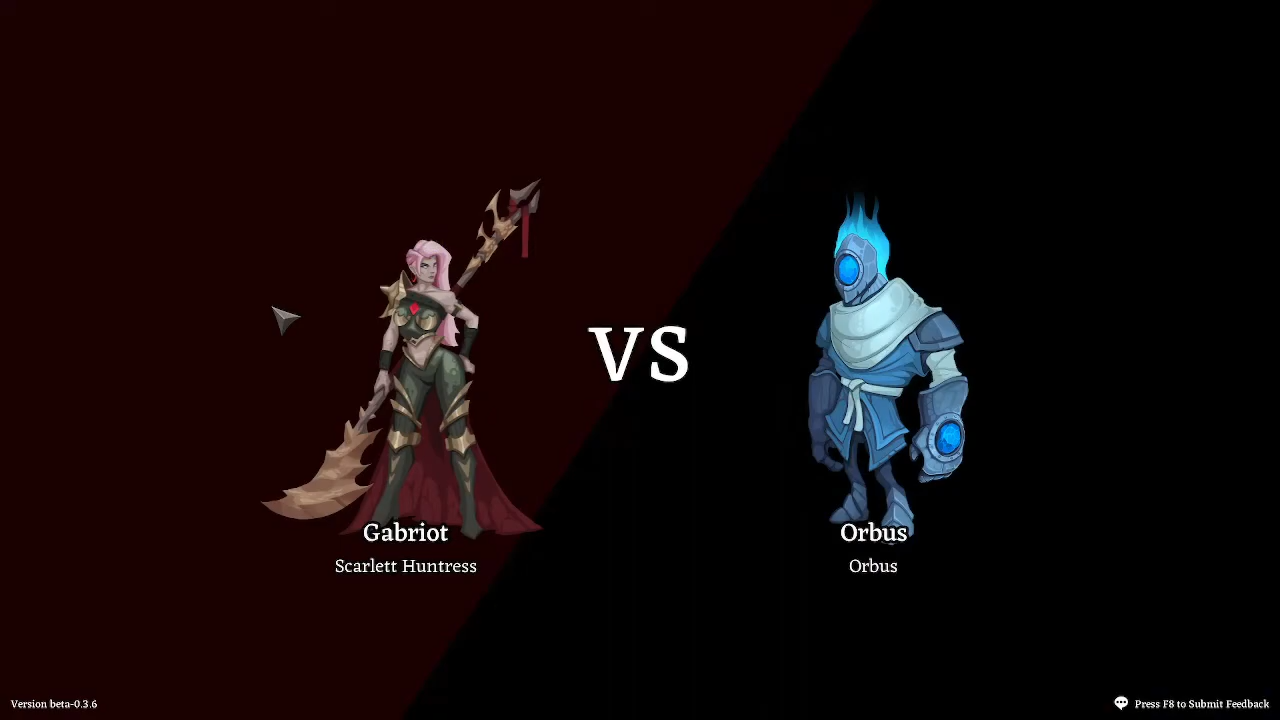 VS
Gabriot
Scarlett Huntress
Orbus
Orbus
Version beta-0.3.6
Press F8 to Submit Feedback